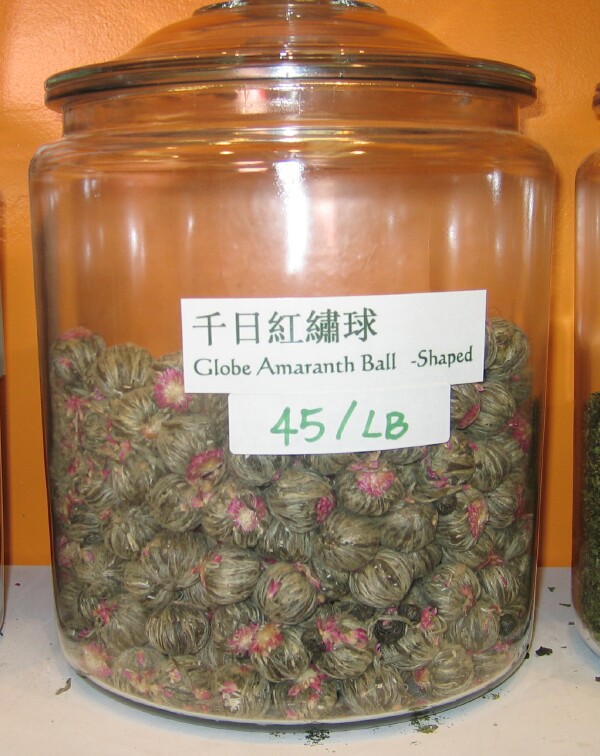 千日紅繡球
Globe Amaranth Ball -Shaped
45/LB